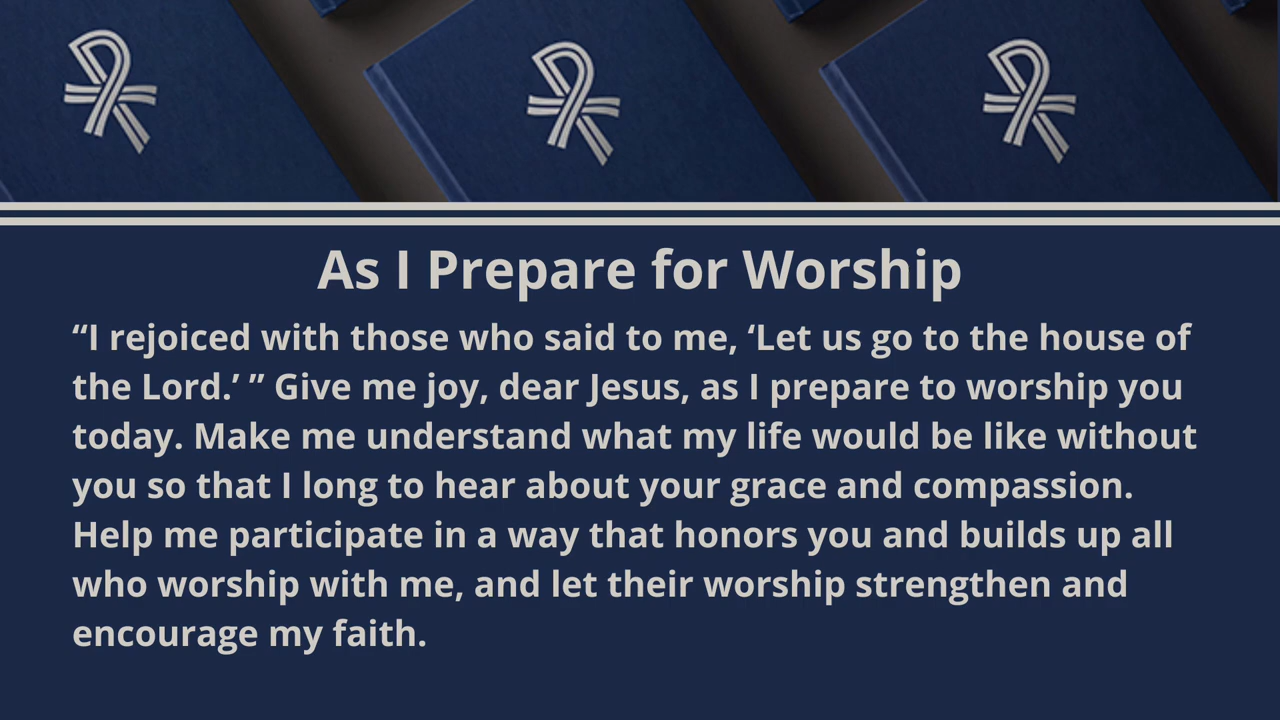 As I Prepare for Worship
“I rejoiced with those who said to me, ‘Let us go to the house of
the Lord.’ ” Give me joy, dear Jesus, as I prepare to worship you
today. Make me understand what my life would be like without
you so that I long to hear about your grace and compassion.
Help me participate in a way that honors you and builds up all
who worship with me, and let their worship strengthen and
encourage my faith.